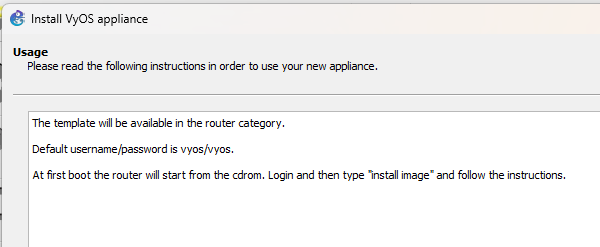 Install VyOS appliance
Usage
Please read the following instructions in order to use your new appliance.
The template will be available in the router category.
Default username/password is vyos/vyos.
At first boot the router will start from the cdrom. Login and then type "install image" and follow the instructions.